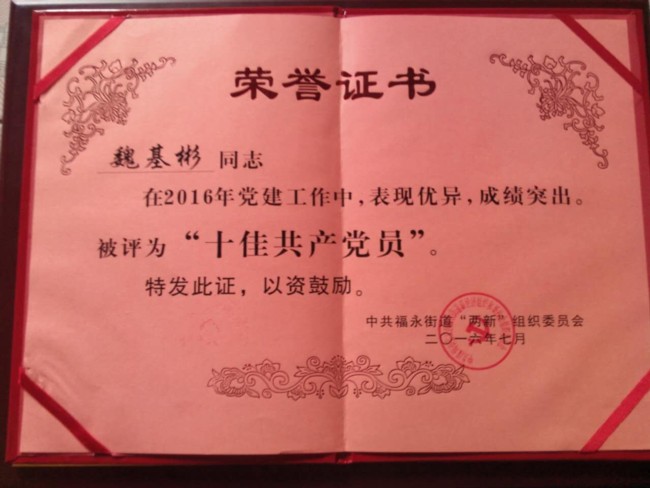 荣誉证书
魏基彬 同志
在2016年党建工作中,表现优异,成绩突出。
被评为“十佳共产党员”。
特发此证,以资鼓励。
中共福永街道“两新”组织委员会
二〇一六年七月